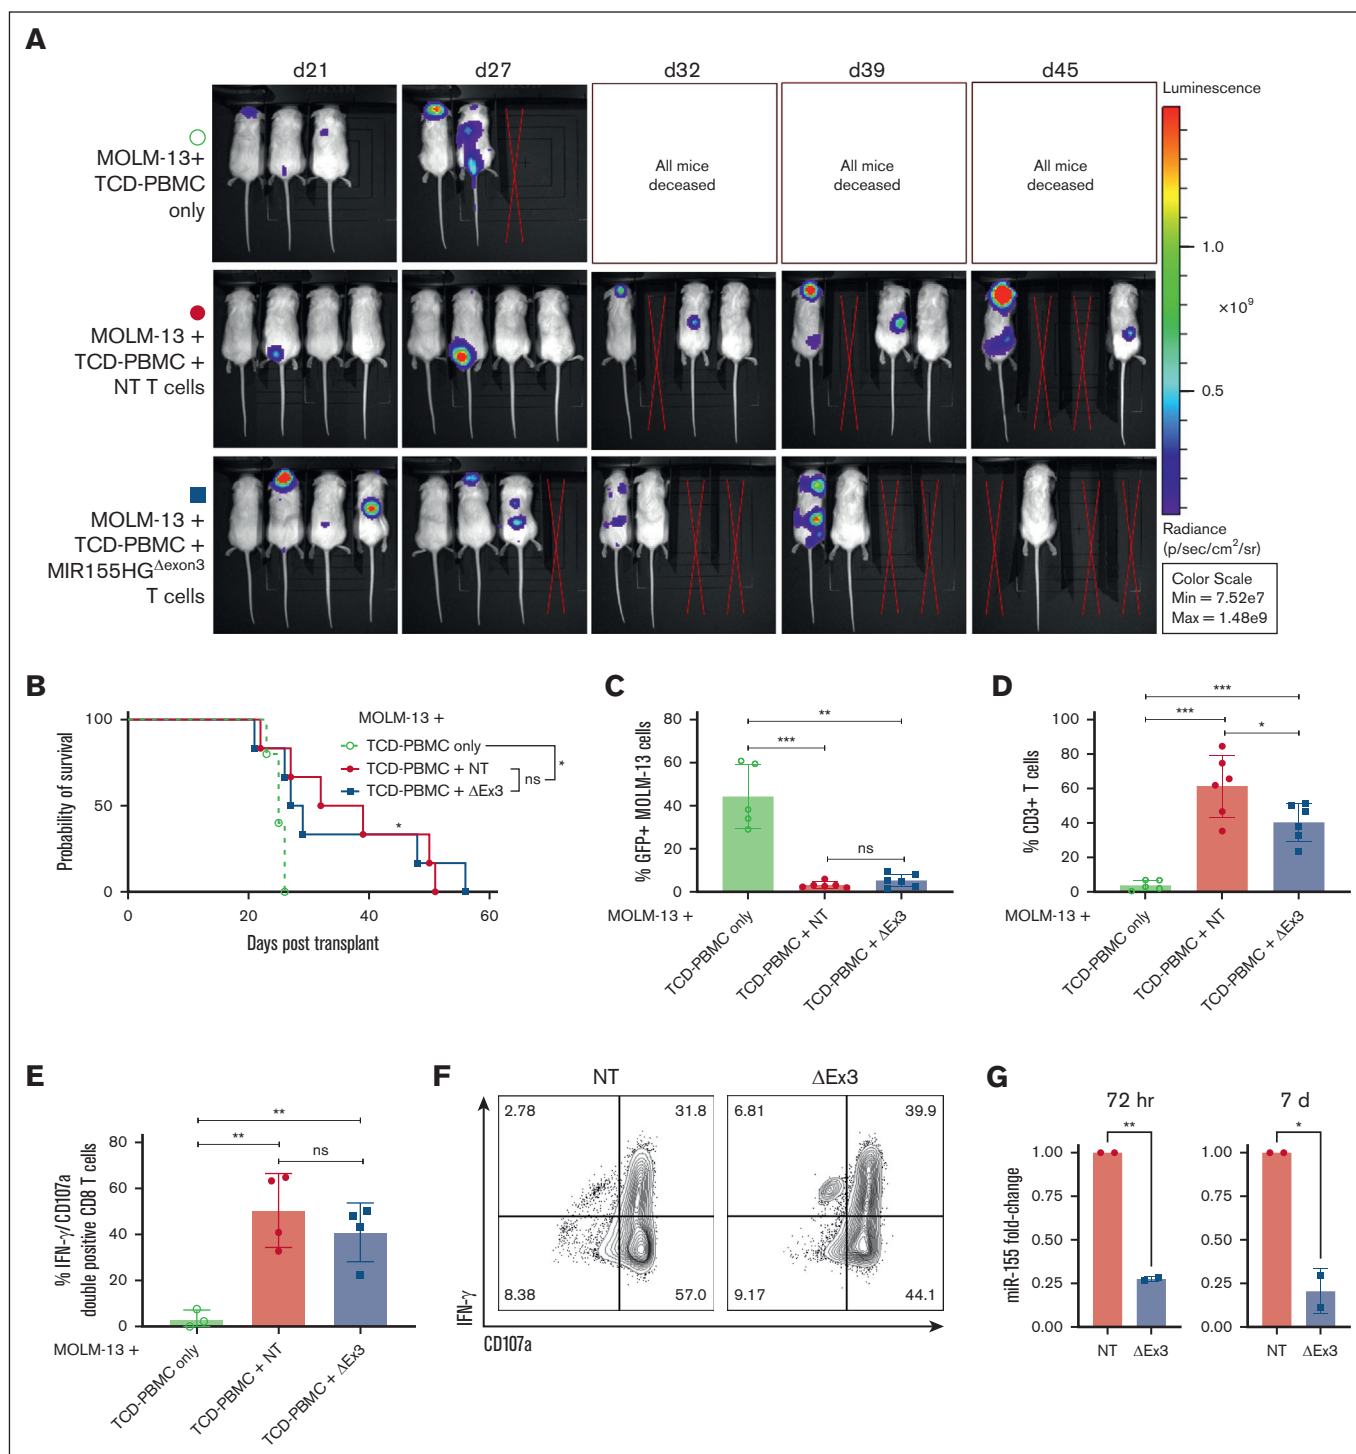 A
d21
d27
d32
d39
d45
Luminescence
MOLM-13+
TCD-PBMC
only
All mice
deceased
All mice
deceased
All mice
deceased
1.0
×10⁹
0.5
MOLM-13 +
TCD-PBMC +
NT T cells
MOLM-13 +
TCD-PBMC +
MIR155HG^Δexon3
T cells
Radiance
(p/sec/cm²/sr)
Color Scale
Min = 7.52e7
Max = 1.48e9
B
Probability of survival
100
50
0
0
20
40
60
Days post transplant
MOLM-13 +
TCD-PBMC only
TCD-PBMC + NT
TCD-PBMC + ΔEx3
ns
*
*
C
% GFP+ MOLM-13 cells
80
60
40
20
0
**
***
ns
MOLM-13 +
TCD-PBMC only
TCD-PBMC + NT
TCD-PBMC + ΔEx3
D
% CD3+ T cells
100
80
60
40
20
0
***
***
*
MOLM-13 +
TCD-PBMC only
TCD-PBMC + NT
TCD-PBMC + ΔEx3
E
% IFN-γ/CD107a
double positive CD8 T cells
80
60
40
20
0
**
**
ns
MOLM-13 +
TCD-PBMC only
TCD-PBMC + NT
TCD-PBMC + ΔEx3
F
NT
ΔEx3
2.78
31.8
8.38
57.0
6.81
39.9
9.17
44.1
IFN-γ
CD107a
G
72 hr
7 d
miR-155 fold-change
1.00
0.75
0.50
0.25
0.00
**
NT
ΔEx3
1.00
0.75
0.50
0.25
0.00
*
NT
ΔEx3